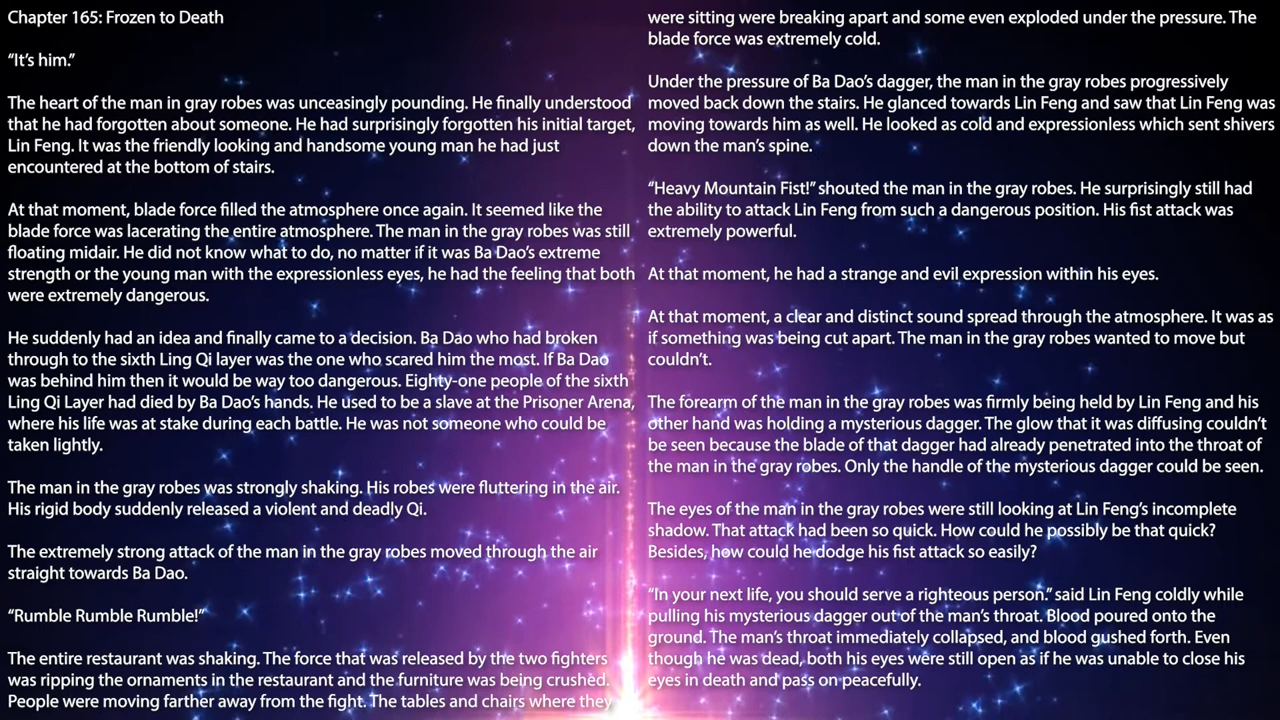 Chapter 165: Frozen to Death
“It’s him.”
The heart of the man in gray robes was unceasingly pounding. He finally understood
that he had forgotten about someone. He had surprisingly forgotten his initial target,
Lin Feng. It was the friendly looking and handsome young man he had just
encountered at the bottom of stairs.
At that moment, blade force filled the atmosphere once again. It seemed like the
blade force was lacerating the entire atmosphere. The man in the gray robes was still
floating midair. He did not know what to do, no matter if it was Ba Dao’s extreme
strength or the young man with the expressionless eyes, he had the feeling that both
were extremely dangerous.
He suddenly had an idea and finally came to a decision. Ba Dao who had broken
through to the sixth Ling Qi layer was the one who scared him the most. If Ba Dao
was behind him then it would be way too dangerous. Eighty-one people of the sixth
Ling Qi Layer had died by Ba Dao’s hands. He used to be a slave at the Prisoner Arena,
where his life was at stake during each battle. He was not someone who could be
taken lightly.
The man in the gray robes was strongly shaking. His robes were fluttering in the air.
His rigid body suddenly released a violent and deadly Qi.
The extremely strong attack of the man in the gray robes moved through the air
straight towards Ba Dao.
“Rumble Rumble Rumble!”
The entire restaurant was shaking. The force that was released by the two fighters
was ripping the ornaments in the restaurant and the furniture was being crushed.
People were moving farther away from the fight. The tables and chairs where they
were sitting were breaking apart and some even exploded under the pressure. The
blade force was extremely cold.
Under the pressure of Ba Dao’s dagger, the man in the gray robes progressively
moved back down the stairs. He glanced towards Lin Feng and saw that Lin Feng was
moving towards him as well. He looked as cold and expressionless which sent shivers
down the man’s spine.
“Heavy Mountain Fist!” shouted the man in the gray robes. He surprisingly still had
the ability to attack Lin Feng from such a dangerous position. His fist attack was
extremely powerful.
At that moment, he had a strange and evil expression within his eyes.
At that moment, a clear and distinct sound spread through the atmosphere. It was as
if something was being cut apart. The man in the gray robes wanted to move but
couldn’t.
The forearm of the man in the gray robes was firmly being held by Lin Feng and his
other hand was holding a mysterious dagger. The glow that it was diffusing couldn’t
be seen because the blade of that dagger had already penetrated into the throat of
the man in the gray robes. Only the handle of the mysterious dagger could be seen.
The eyes of the man in the gray robes were still looking at Lin Feng’s incomplete
shadow. That attack had been so quick. How could he possibly be that quick?
Besides, how could he dodge his fist attack so easily?
“In your next life, you should serve a righteous person.” said Lin Feng coldly while
pulling his mysterious dagger out of the man’s throat. Blood poured onto the
ground. The man’s throat immediately collapsed, and blood gushed forth. Even
though he was dead, both his eyes were still open as if he was unable to close his
eyes in death and pass on peacefully.